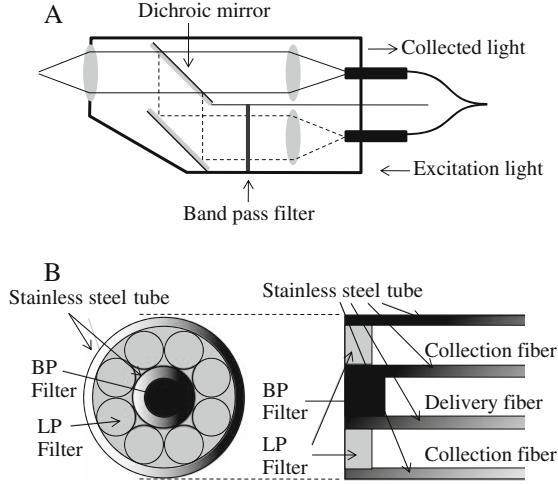 A
Dichroic mirror
Collected light
Excitation light
Band pass filter
B
Stainless steel tube
BP
Filter
LP
Filter
Stainless steel tube
Collection fiber
BP
Filter
Delivery fiber
LP
Filter
Collection fiber